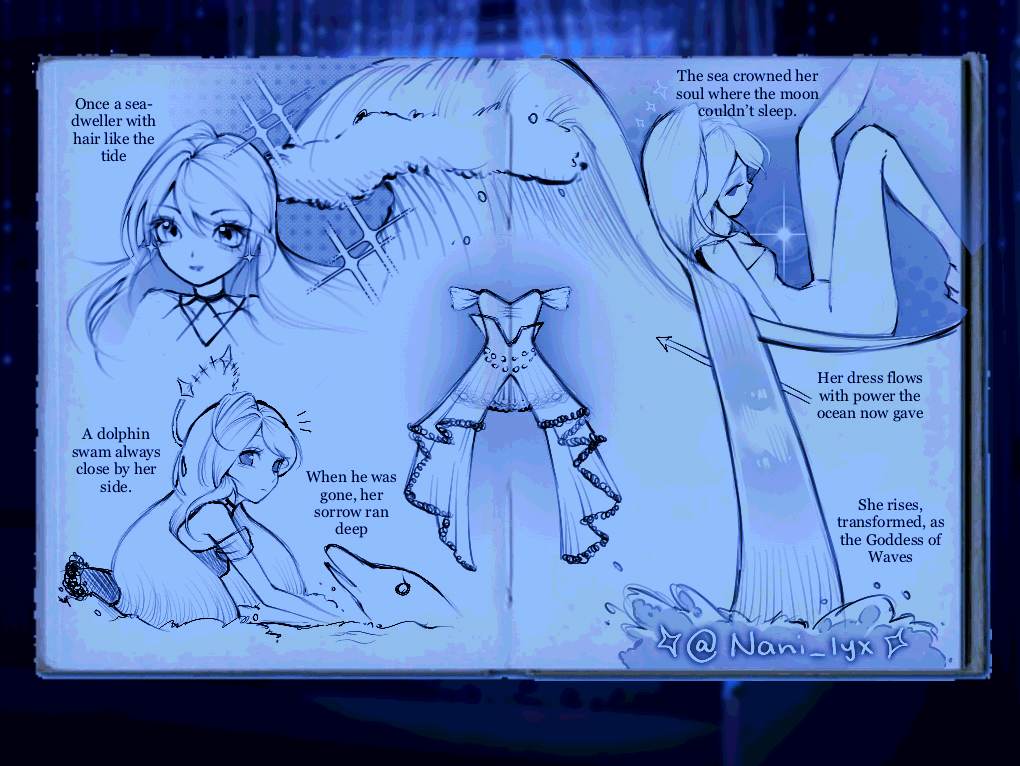 Once a sea-
dweller with
hair like the
tide
A dolphin
swam always
close by her
side.
When he was
gone, her
sorrow ran
deep
The sea crowned her
soul where the moon
couldn't sleep.
Her dress flows
with power the
ocean now gave
She rises,
transformed, as
the Goddess of
Waves
@ Nani_lyx